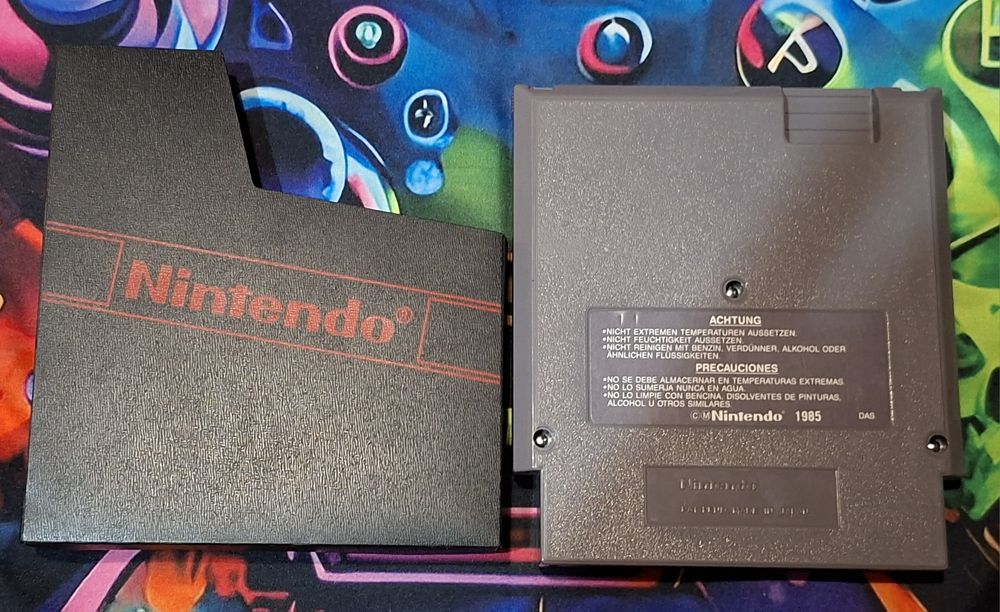 Nintendo®
ACHTUNG
•NICHT EXTREMEN TEMPERATUREN AUSSETZEN.
•NICHT FEUCHTIGKEIT AUSSETZEN.
•NICHT REINIGEN MIT BENZIN, VERDÜNNER, ALKOHOL ODER
ÄHNLICHEN FLÜSSIGKEITEN.
PRECAUCIONES
•NO SE DEBE ALMACERNAR EN TEMPERATURAS EXTREMAS.
•NO LO SUMERJA NUNCA EN AGUA.
•NO LO LIMPIE CON BENCINA, DISOLVENTES DE PINTURAS,
ALCOHOL U OTROS SIMILARES.
©M Nintendo® 1985 DAS
Nintendo